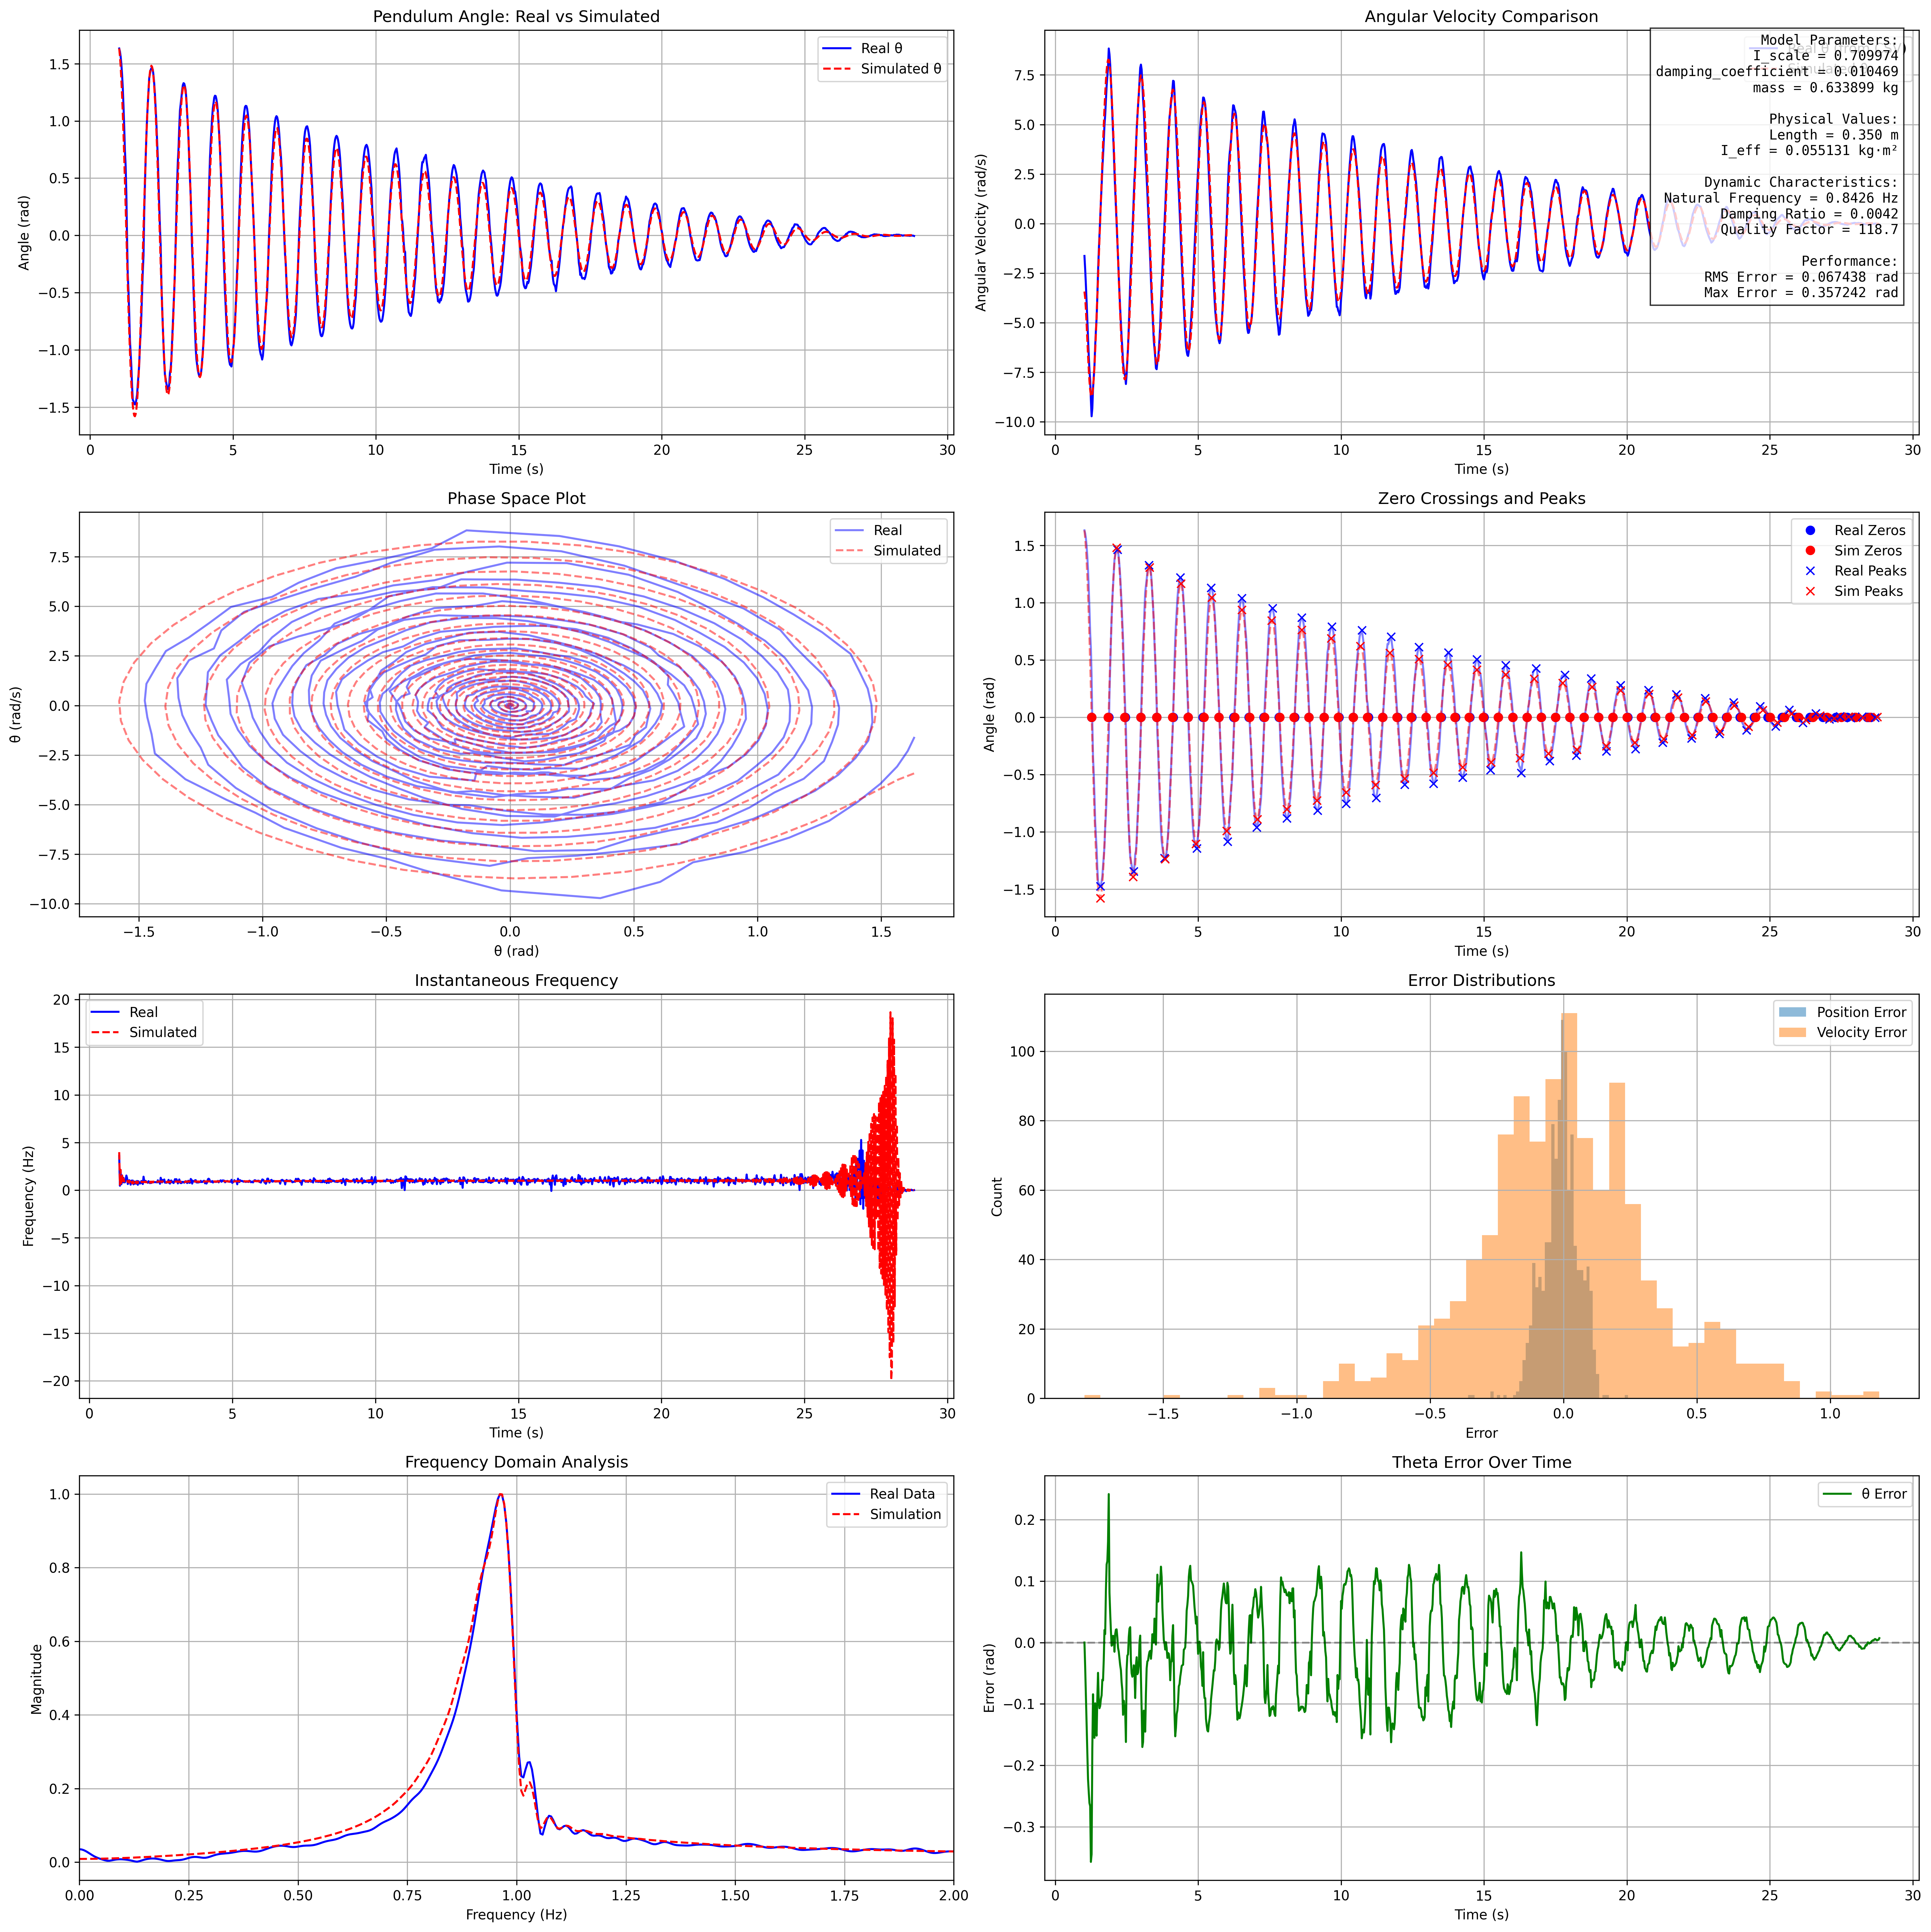 Pendulum Angle: Real vs Simulated
Real θ
Simulated θ
1.5
1.0
0.5
0.0
−0.5
−1.0
−1.5
Angle (rad)
0 5 10 15 20 25 30
Time (s)
Angular Velocity Comparison
7.5
5.0
2.5
0.0
−2.5
−5.0
−7.5
−10.0
Angular Velocity (rad/s)
0 5 10 15 20 25 30
Time (s)
Model Parameters:
I_scale = 0.709974
damping_coefficient = 0.010469
mass = 0.633899 kg
Physical Values:
Length = 0.350 m
I_eff = 0.055131 kg·m²
Dynamic Characteristics:
Natural Frequency = 0.8426 Hz
Damping Ratio = 0.0042
Quality Factor = 118.7
Performance:
RMS Error = 0.067438 rad
Max Error = 0.357242 rad
Phase Space Plot
Real
Simulated
7.5
5.0
2.5
0.0
−2.5
−5.0
−7.5
−10.0
θ̇ (rad/s)
−1.5 −1.0 −0.5 0.0 0.5 1.0 1.5
θ (rad)
Zero Crossings and Peaks
Real Zeros
Sim Zeros
Real Peaks
Sim Peaks
1.5
1.0
0.5
0.0
−0.5
−1.0
−1.5
Angle (rad)
0 5 10 15 20 25 30
Time (s)
Instantaneous Frequency
Real
Simulated
20
15
10
5
0
−5
−10
−15
−20
Frequency (Hz)
0 5 10 15 20 25 30
Time (s)
Error Distributions
Position Error
Velocity Error
100
80
60
40
20
0
Count
−1.5 −1.0 −0.5 0.0 0.5 1.0
Error
Frequency Domain Analysis
Real Data
Simulation
1.0
0.8
0.6
0.4
0.2
0.0
Magnitude
0.00 0.25 0.50 0.75 1.00 1.25 1.50 1.75 2.00
Frequency (Hz)
Theta Error Over Time
θ Error
0.2
0.1
0.0
−0.1
−0.2
−0.3
Error (rad)
0 5 10 15 20 25 30
Time (s)